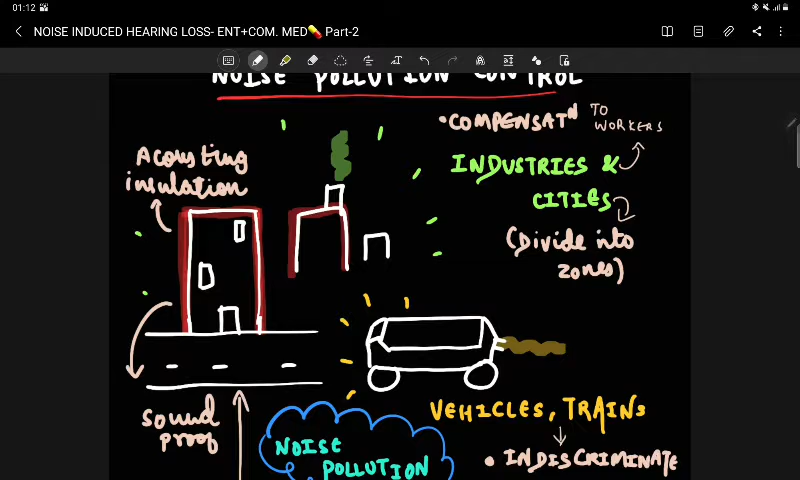 01:12
NOISE INDUCED HEARING LOSS- ENT+COM. MED💊 Part-2
NOISE POLLUTION CONTROL
•COMPENSATⁿ TO WORKERS
Acousting
insulation
INDUSTRIES &
CITIES
(Divide into
zones)
Sound
proof
VEHICLES, TRAINS
NOISE
POLLUTION
• INDISCRIMINATE